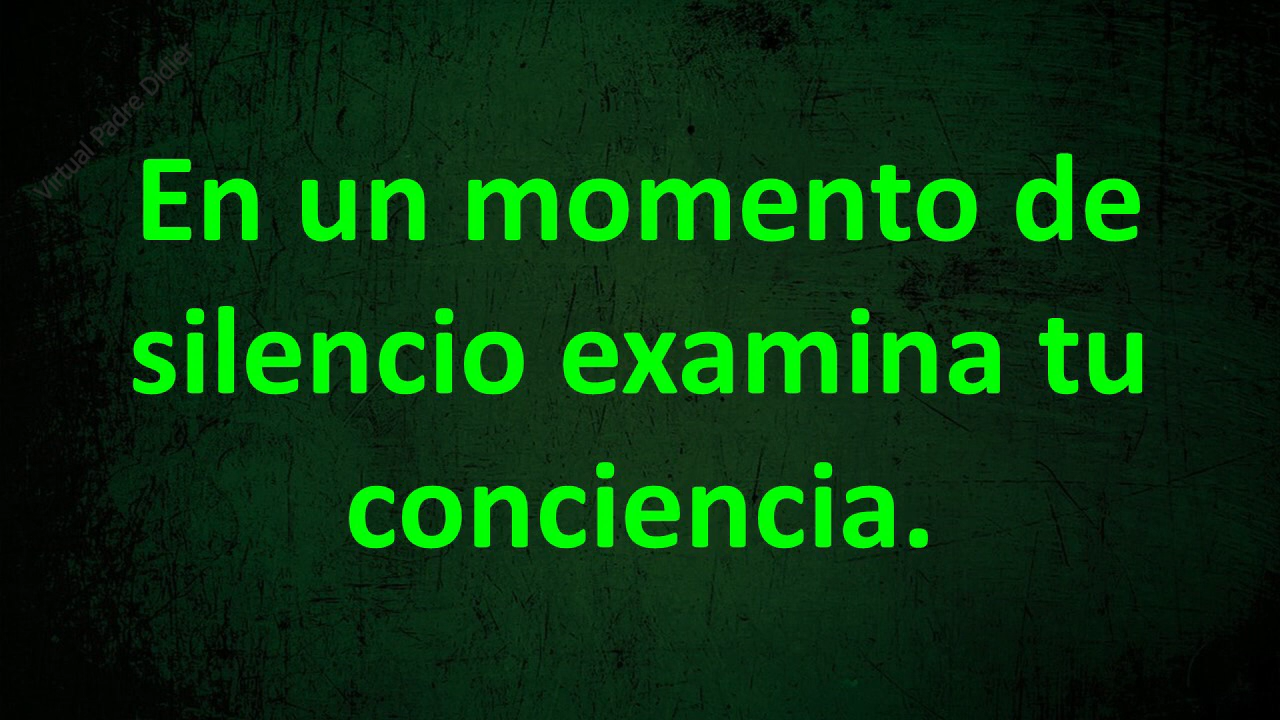 Virtual Padre Didier
En un momento de
silencio examina tu
conciencia.